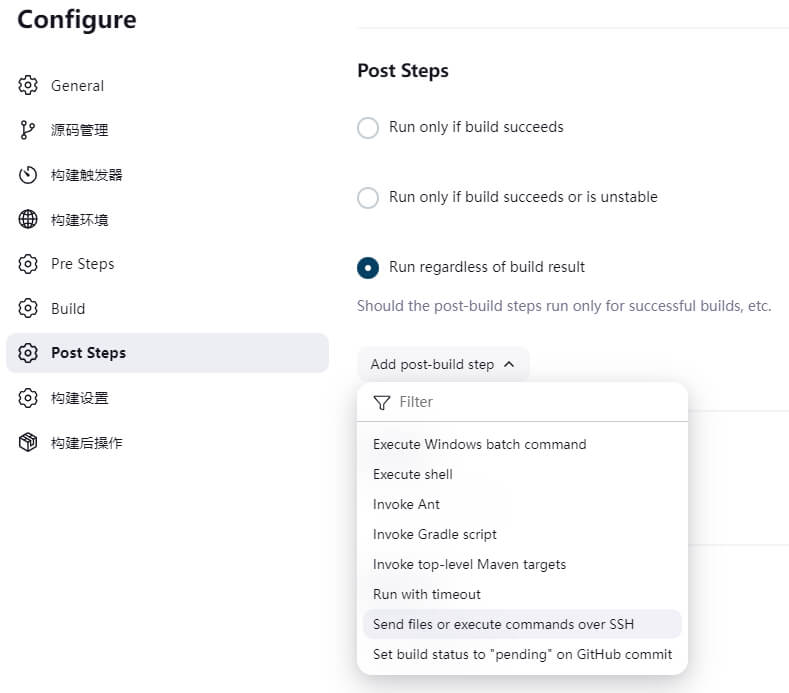 Configure
General
源码管理
构建触发器
构建环境
Pre Steps
Build
Post Steps
构建设置
构建后操作
Post Steps
Run only if build succeeds
Run only if build succeeds or is unstable
Run regardless of build result
Should the post-build steps run only for successful builds, etc.
Add post-build step
Filter
Execute Windows batch command
Execute shell
Invoke Ant
Invoke Gradle script
Invoke top-level Maven targets
Run with timeout
Send files or execute commands over SSH
Set build status to "pending" on GitHub commit